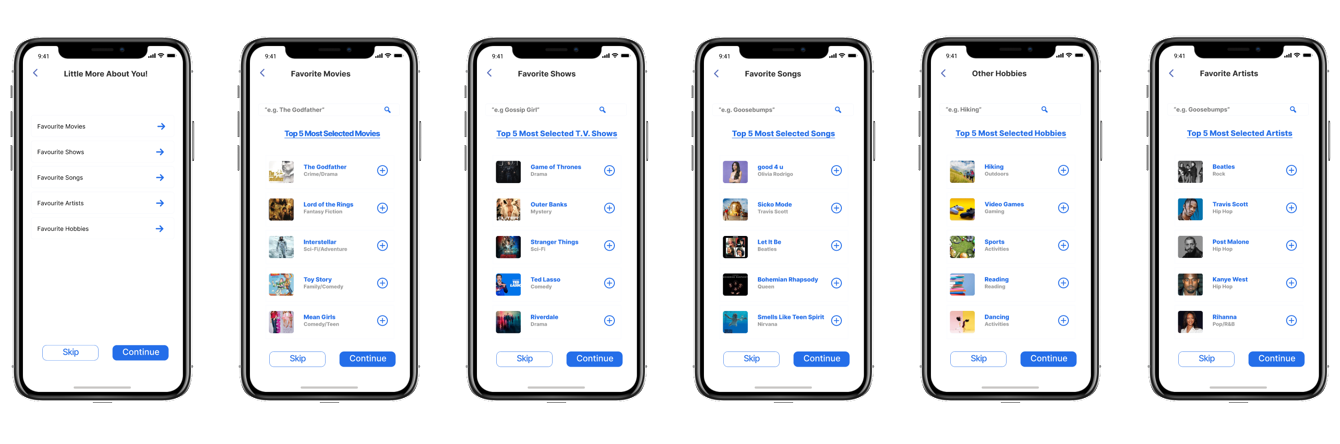 9:41
Little More About You!
Favourite Movies
Favourite Shows
Favourite Songs
Favourite Artists
Favourite Hobbies
Skip
Continue
9:41
Favorite Movies
"e.g. The Godfather"
Top 5 Most Selected Movies
The Godfather
Crime/Drama
Lord of the Rings
Fantasy Fiction
Interstellar
Sci-Fi/Adventure
Toy Story
Family/Comedy
Mean Girls
Comedy/Teen
Skip
Continue
9:41
Favorite Shows
"e.g Gossip Girl"
Top 5 Most Selected T.V. Shows
Game of Thrones
Drama
Outer Banks
Mystery
Stranger Things
Sci-Fi
Ted Lasso
Comedy
Riverdale
Drama
Skip
Continue
9:41
Favorite Songs
"e.g. Goosebumps"
Top 5 Most Selected Songs
good 4 u
Olivia Rodrigo
Sicko Mode
Travis Scott
Let It Be
Beatles
Bohemian Rhapsody
Queen
Smells Like Teen Spirit
Nirvana
Skip
Continue
9:41
Other Hobbies
"e.g. Hiking"
Top 5 Most Selected Hobbies
Hiking
Outdoors
Video Games
Gaming
Sports
Activities
Reading
Reading
Dancing
Activities
Skip
Continue
9:41
Favorite Artists
"e.g. Goosebumps"
Top 5 Most Selected Artists
Beatles
Rock
Travis Scott
Hip Hop
Post Malone
Hip Hop
Kanye West
Hip Hop
Rihanna
Pop/R&B
Skip
Continue